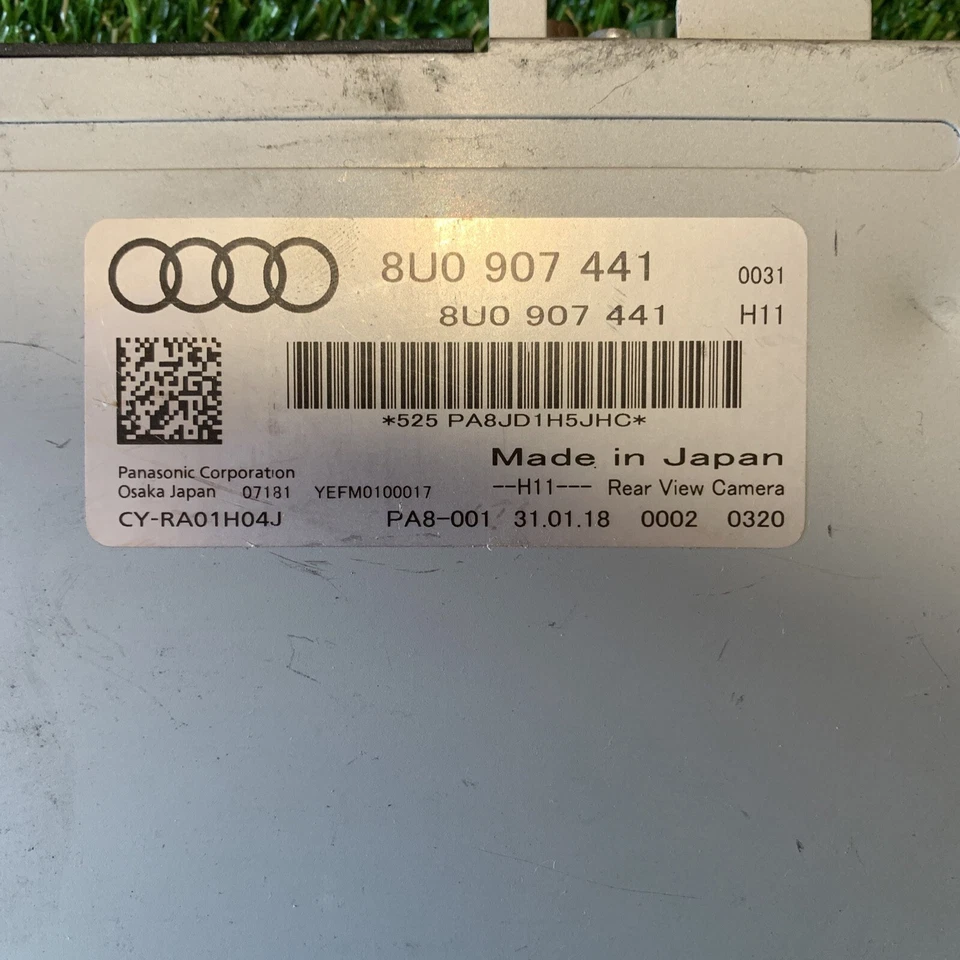 8U0 907 441 0031
8U0 907 441 H11
*525 PA8JD1H5JHC*
Made in Japan
Panasonic Corporation
Osaka Japan 07181 YEFM0100017 --H11--- Rear View Camera
CY-RA01H04J PA8-001 31.01.18 0002 0320